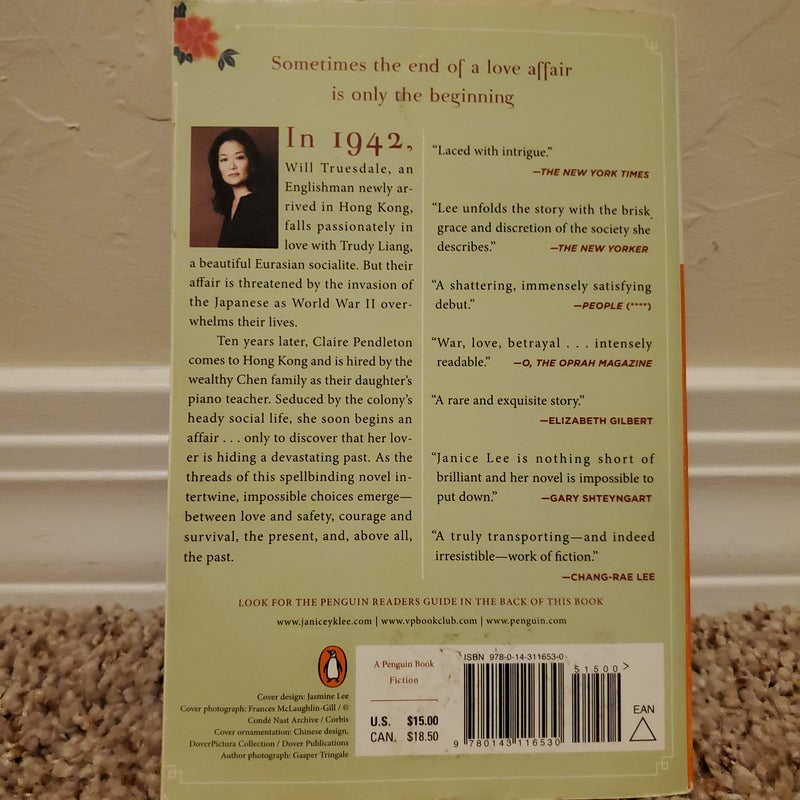 Sometimes the end of a love affair
is only the beginning
In 1942,
Will Truesdale, an
Englishman newly ar-
rived in Hong Kong,
falls passionately in
love with Trudy Liang,
a beautiful Eurasian socialite. But their
affair is threatened by the invasion of
the Japanese as World War II over-
whelms their lives.
Ten years later, Claire Pendleton
comes to Hong Kong and is hired by the
wealthy Chen family as their daughter's
piano teacher. Seduced by the colony's
heady social life, she soon begins an
affair . . . only to discover that her lov-
er is hiding a devastating past. As the
threads of this spellbinding novel in-
tertwine, impossible choices emerge—
between love and safety, courage and
survival, the present, and, above all,
the past.
"Laced with intrigue."
—THE NEW YORK TIMES
"Lee unfolds the story with the brisk
grace and discretion of the society she
describes." —THE NEW YORKER
"A shattering, immensely satisfying
debut." —PEOPLE (****)
"War, love, betrayal . . . intensely
readable." —O, THE OPRAH MAGAZINE
"A rare and exquisite story."
—ELIZABETH GILBERT
"Janice Lee is nothing short of
brilliant and her novel is impossible to
put down." —GARY SHTEYNGART
"A truly transporting—and indeed
irresistible—work of fiction."
—CHANG-RAE LEE
LOOK FOR THE PENGUIN READERS GUIDE IN THE BACK OF THIS BOOK
www.janiceyklee.com | www.vpbookclub.com | www.penguin.com
Cover design: Jasmine Lee
Cover photograph: Frances McLaughlin-Gill / ©
Condé Nast Archive / Corbis
Cover ornamentation: Chinese design,
DoverPictura Collection / Dover Publications
Author photograph: Gasper Tringale
A Penguin Book
Fiction
U.S. $15.00
CAN. $18.50
ISBN 978-0-14-311653-0
51500>
9 780143 116530
EAN